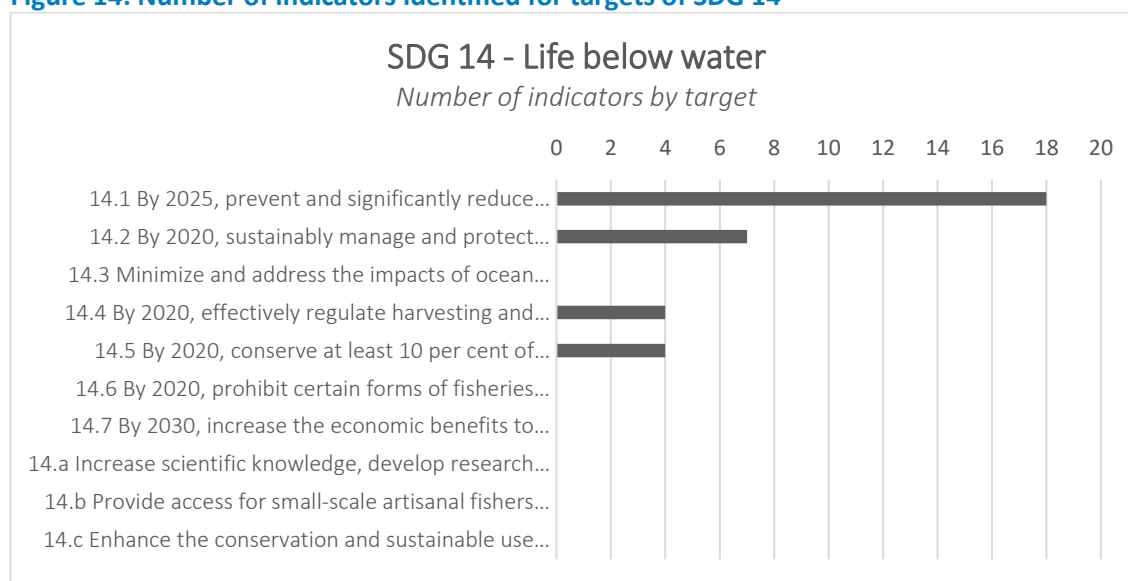 Figure 14: Number of indicators identified for targets of SDG 14
SDG 14 - Life below water
Number of indicators by target
0 2 4 6 8 10 12 14 16 18 20
14.1 By 2025, prevent and significantly reduce...
14.2 By 2020, sustainably manage and protect...
14.3 Minimize and address the impacts of ocean...
14.4 By 2020, effectively regulate harvesting and...
14.5 By 2020, conserve at least 10 per cent of...
14.6 By 2020, prohibit certain forms of fisheries...
14.7 By 2030, increase the economic benefits to...
14.a Increase scientific knowledge, develop research...
14.b Provide access for small-scale artisanal fishers...
14.c Enhance the conservation and sustainable use...